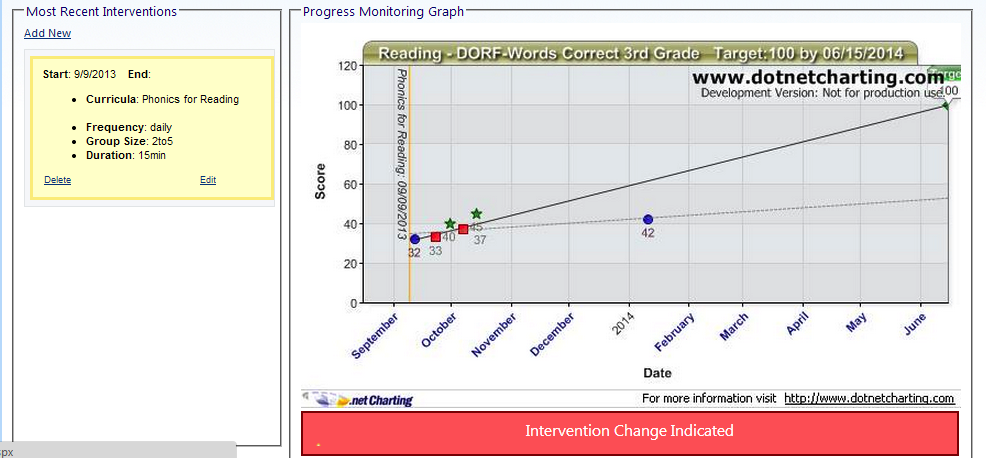 Most Recent Interventions
Add New
Start: 9/9/2013 End:
Curricula: Phonics for Reading
Frequency: daily
Group Size: 2to5
Duration: 15min
Delete
Edit
Progress Monitoring Graph
Reading - DORF-Words Correct 3rd Grade Target:100 by 06/15/2014
www.dotnetcharting.com
Development Version: Not for production use.
100
Score
120
100
80
60
40
20
0
Phonics for Reading: 09/09/2013
32
33
40
37
45
42
September
October
November
December
2014
February
March
April
May
June
Date
.net Charting
For more information visit http://www.dotnetcharting.com
Intervention Change Indicated
spx